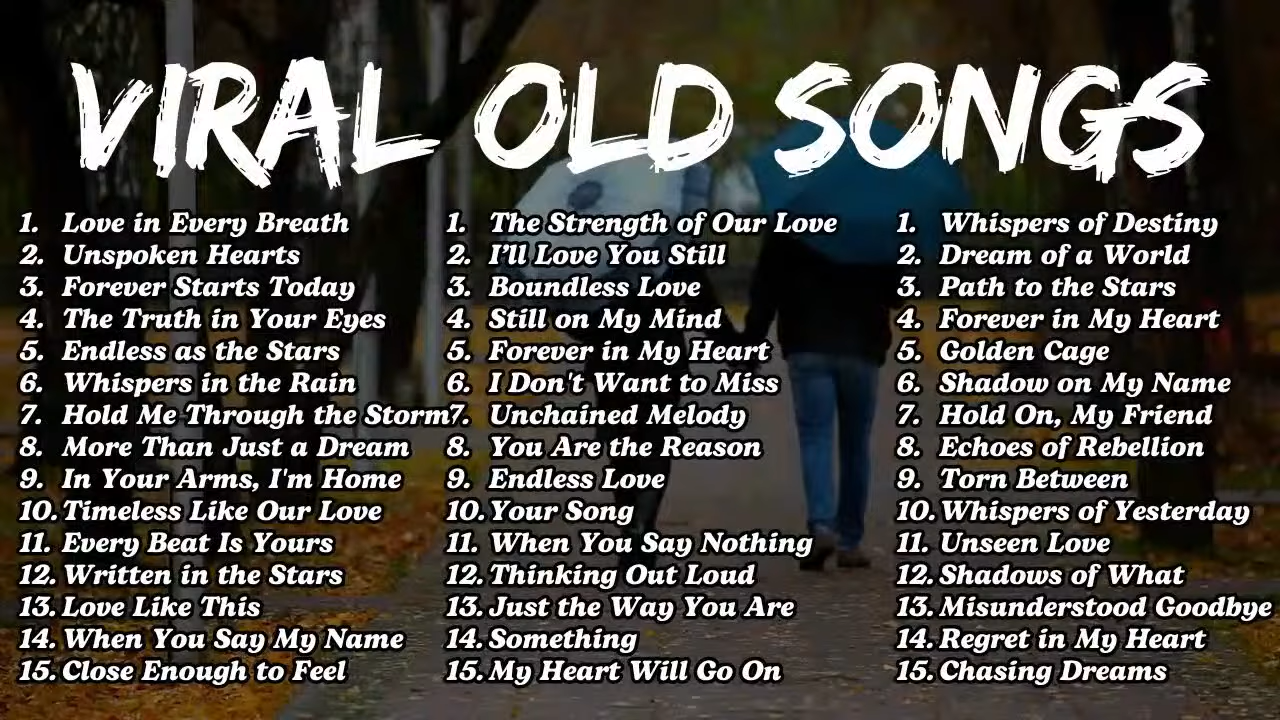 VIRAL OLD SONGS
1. Love in Every Breath
2. Unspoken Hearts
3. Forever Starts Today
4. The Truth in Your Eyes
5. Endless as the Stars
6. Whispers in the Rain
7. Hold Me Through the Storm
8. More Than Just a Dream
9. In Your Arms, I'm Home
10. Timeless Like Our Love
11. Every Beat Is Yours
12. Written in the Stars
13. Love Like This
14. When You Say My Name
15. Close Enough to Feel
1. The Strength of Our Love
2. I’ll Love You Still
3. Boundless Love
4. Still on My Mind
5. Forever in My Heart
6. I Don't Want to Miss
7. Unchained Melody
8. You Are the Reason
9. Endless Love
10. Your Song
11. When You Say Nothing
12. Thinking Out Loud
13. Just the Way You Are
14. Something
15. My Heart Will Go On
1. Whispers of Destiny
2. Dream of a World
3. Path to the Stars
4. Forever in My Heart
5. Golden Cage
6. Shadow on My Name
7. Hold On, My Friend
8. Echoes of Rebellion
9. Torn Between
10. Whispers of Yesterday
11. Unseen Love
12. Shadows of What
13. Misunderstood Goodbye
14. Regret in My Heart
15. Chasing Dreams